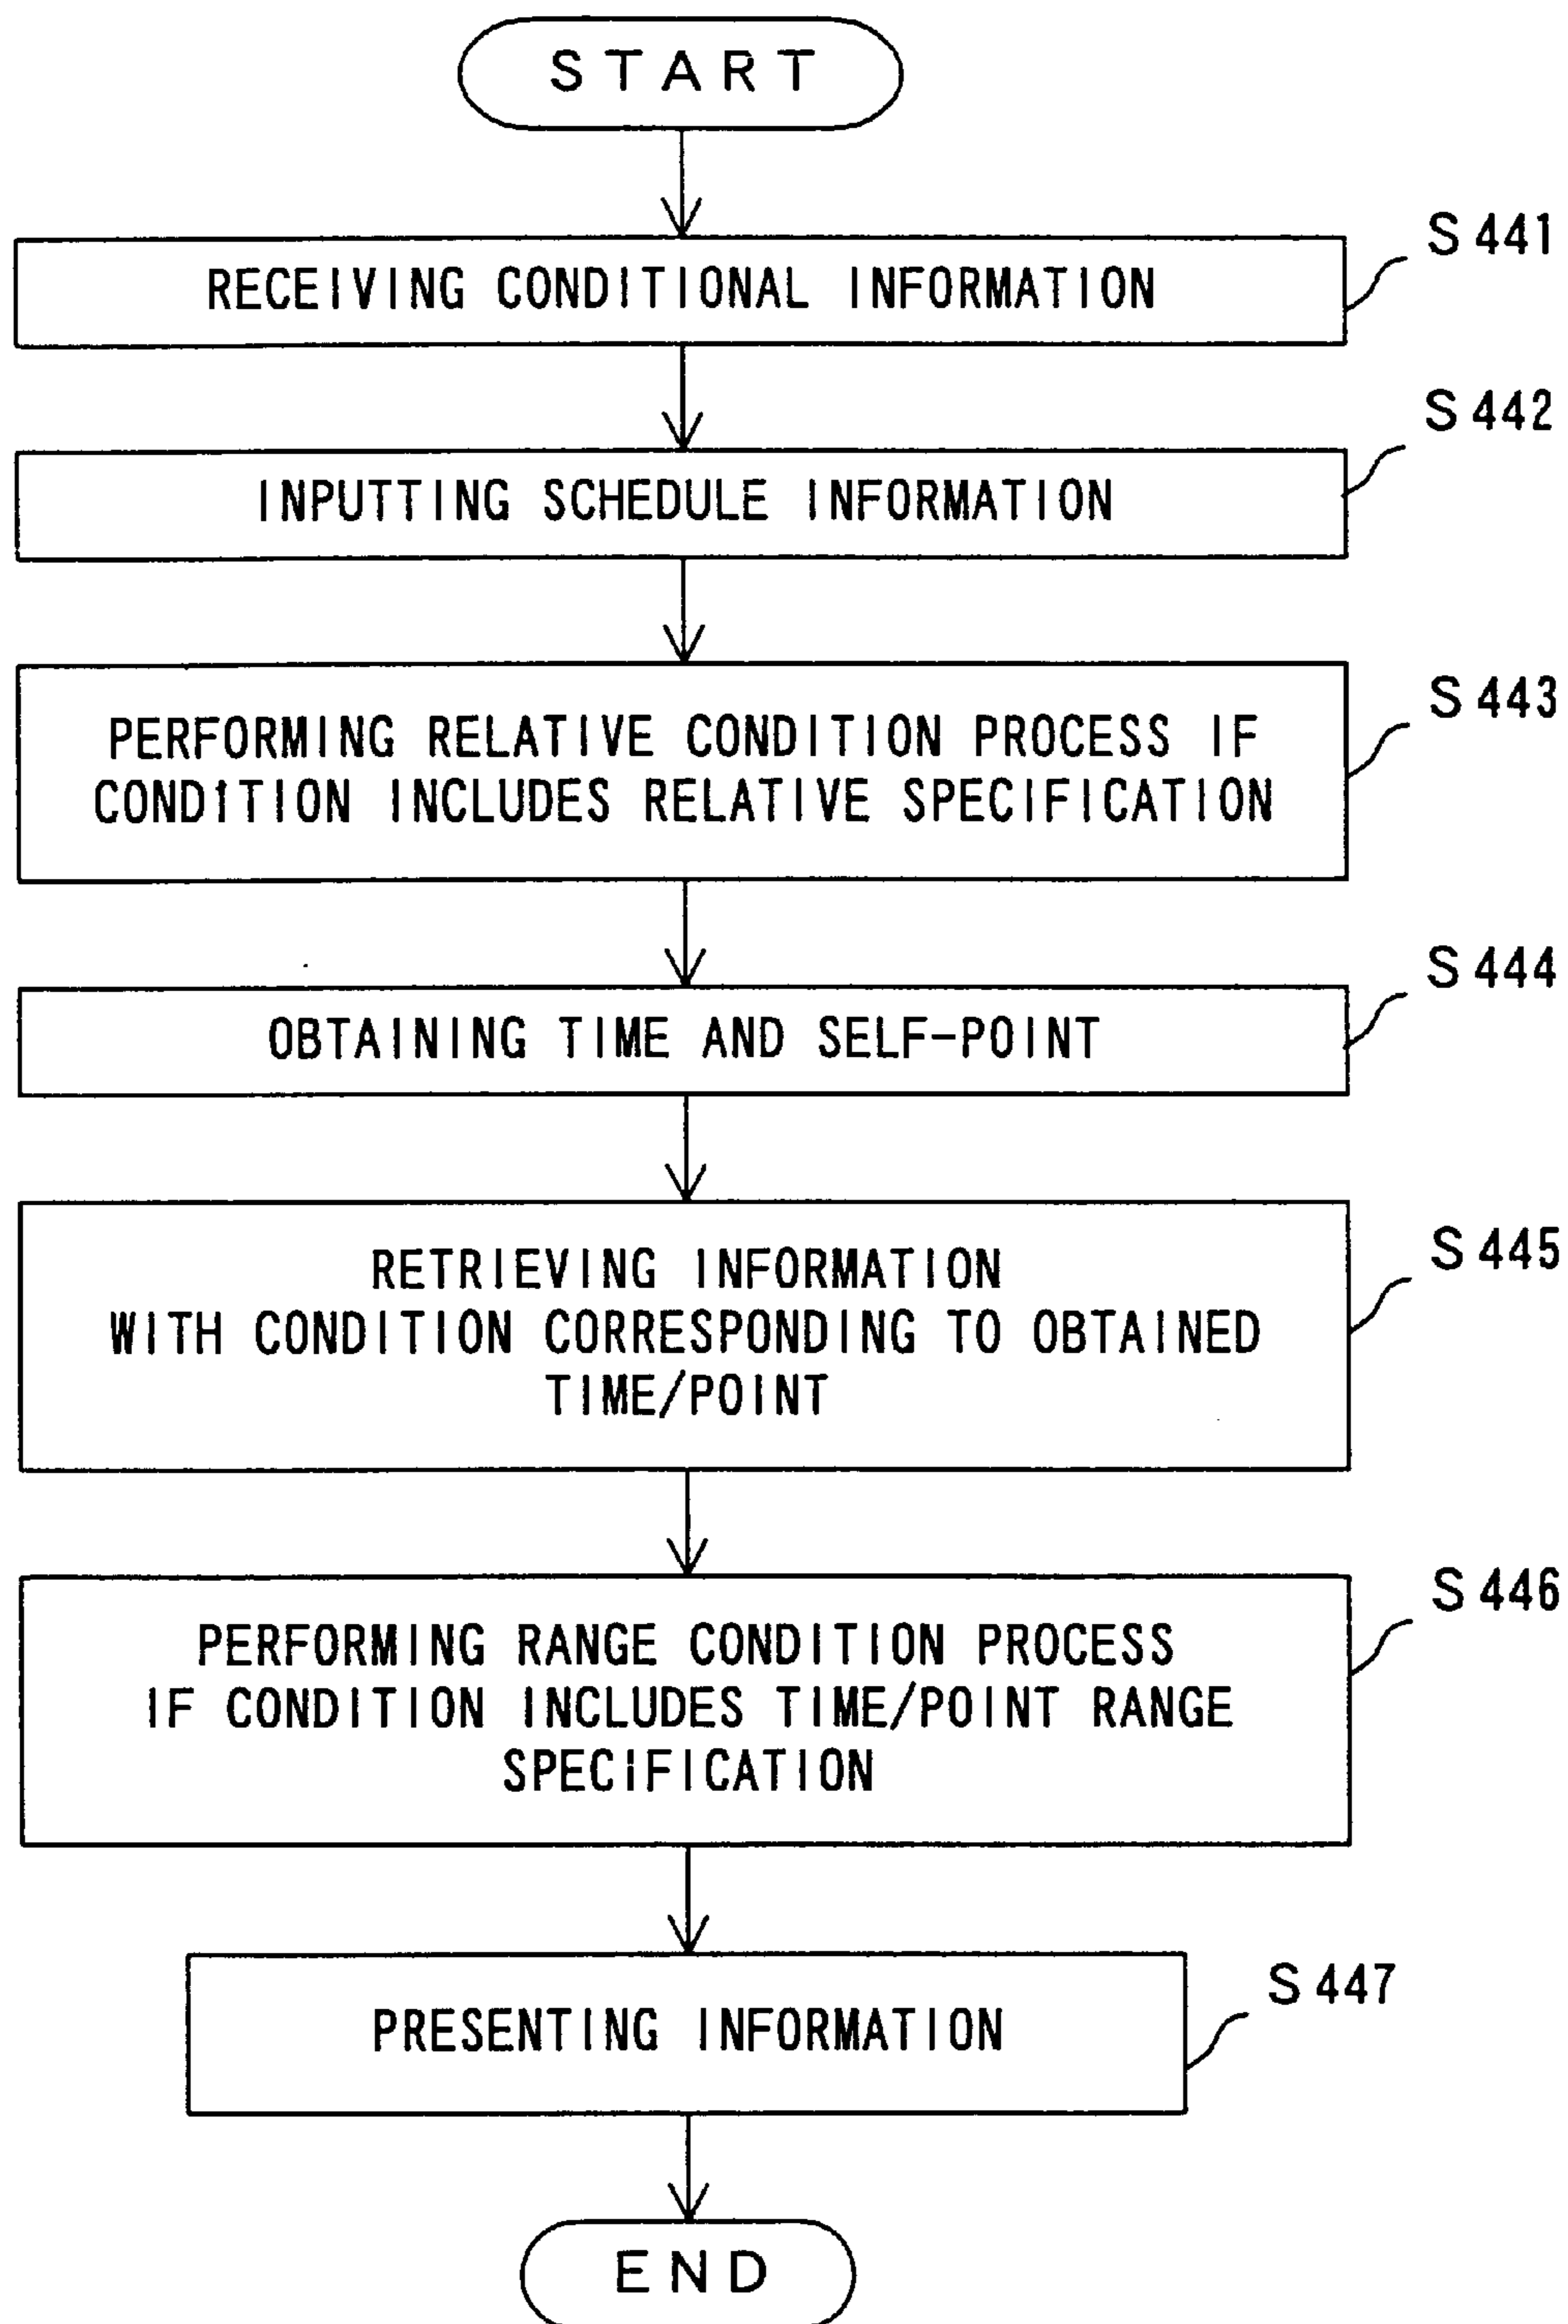 START
S441
RECEIVING CONDITIONAL INFORMATION
S442
INPUTTING SCHEDULE INFORMATION
S443
PERFORMING RELATIVE CONDITION PROCESS IF
CONDITION INCLUDES RELATIVE SPECIFICATION
S444
OBTAINING TIME AND SELF-POINT
S445
RETRIEVING INFORMATION
WITH CONDITION CORRESPONDING TO OBTAINED
TIME/POINT
S446
PERFORMING RANGE CONDITION PROCESS
IF CONDITION INCLUDES TIME/POINT RANGE
SPECIFICATION
S447
PRESENTING INFORMATION
END